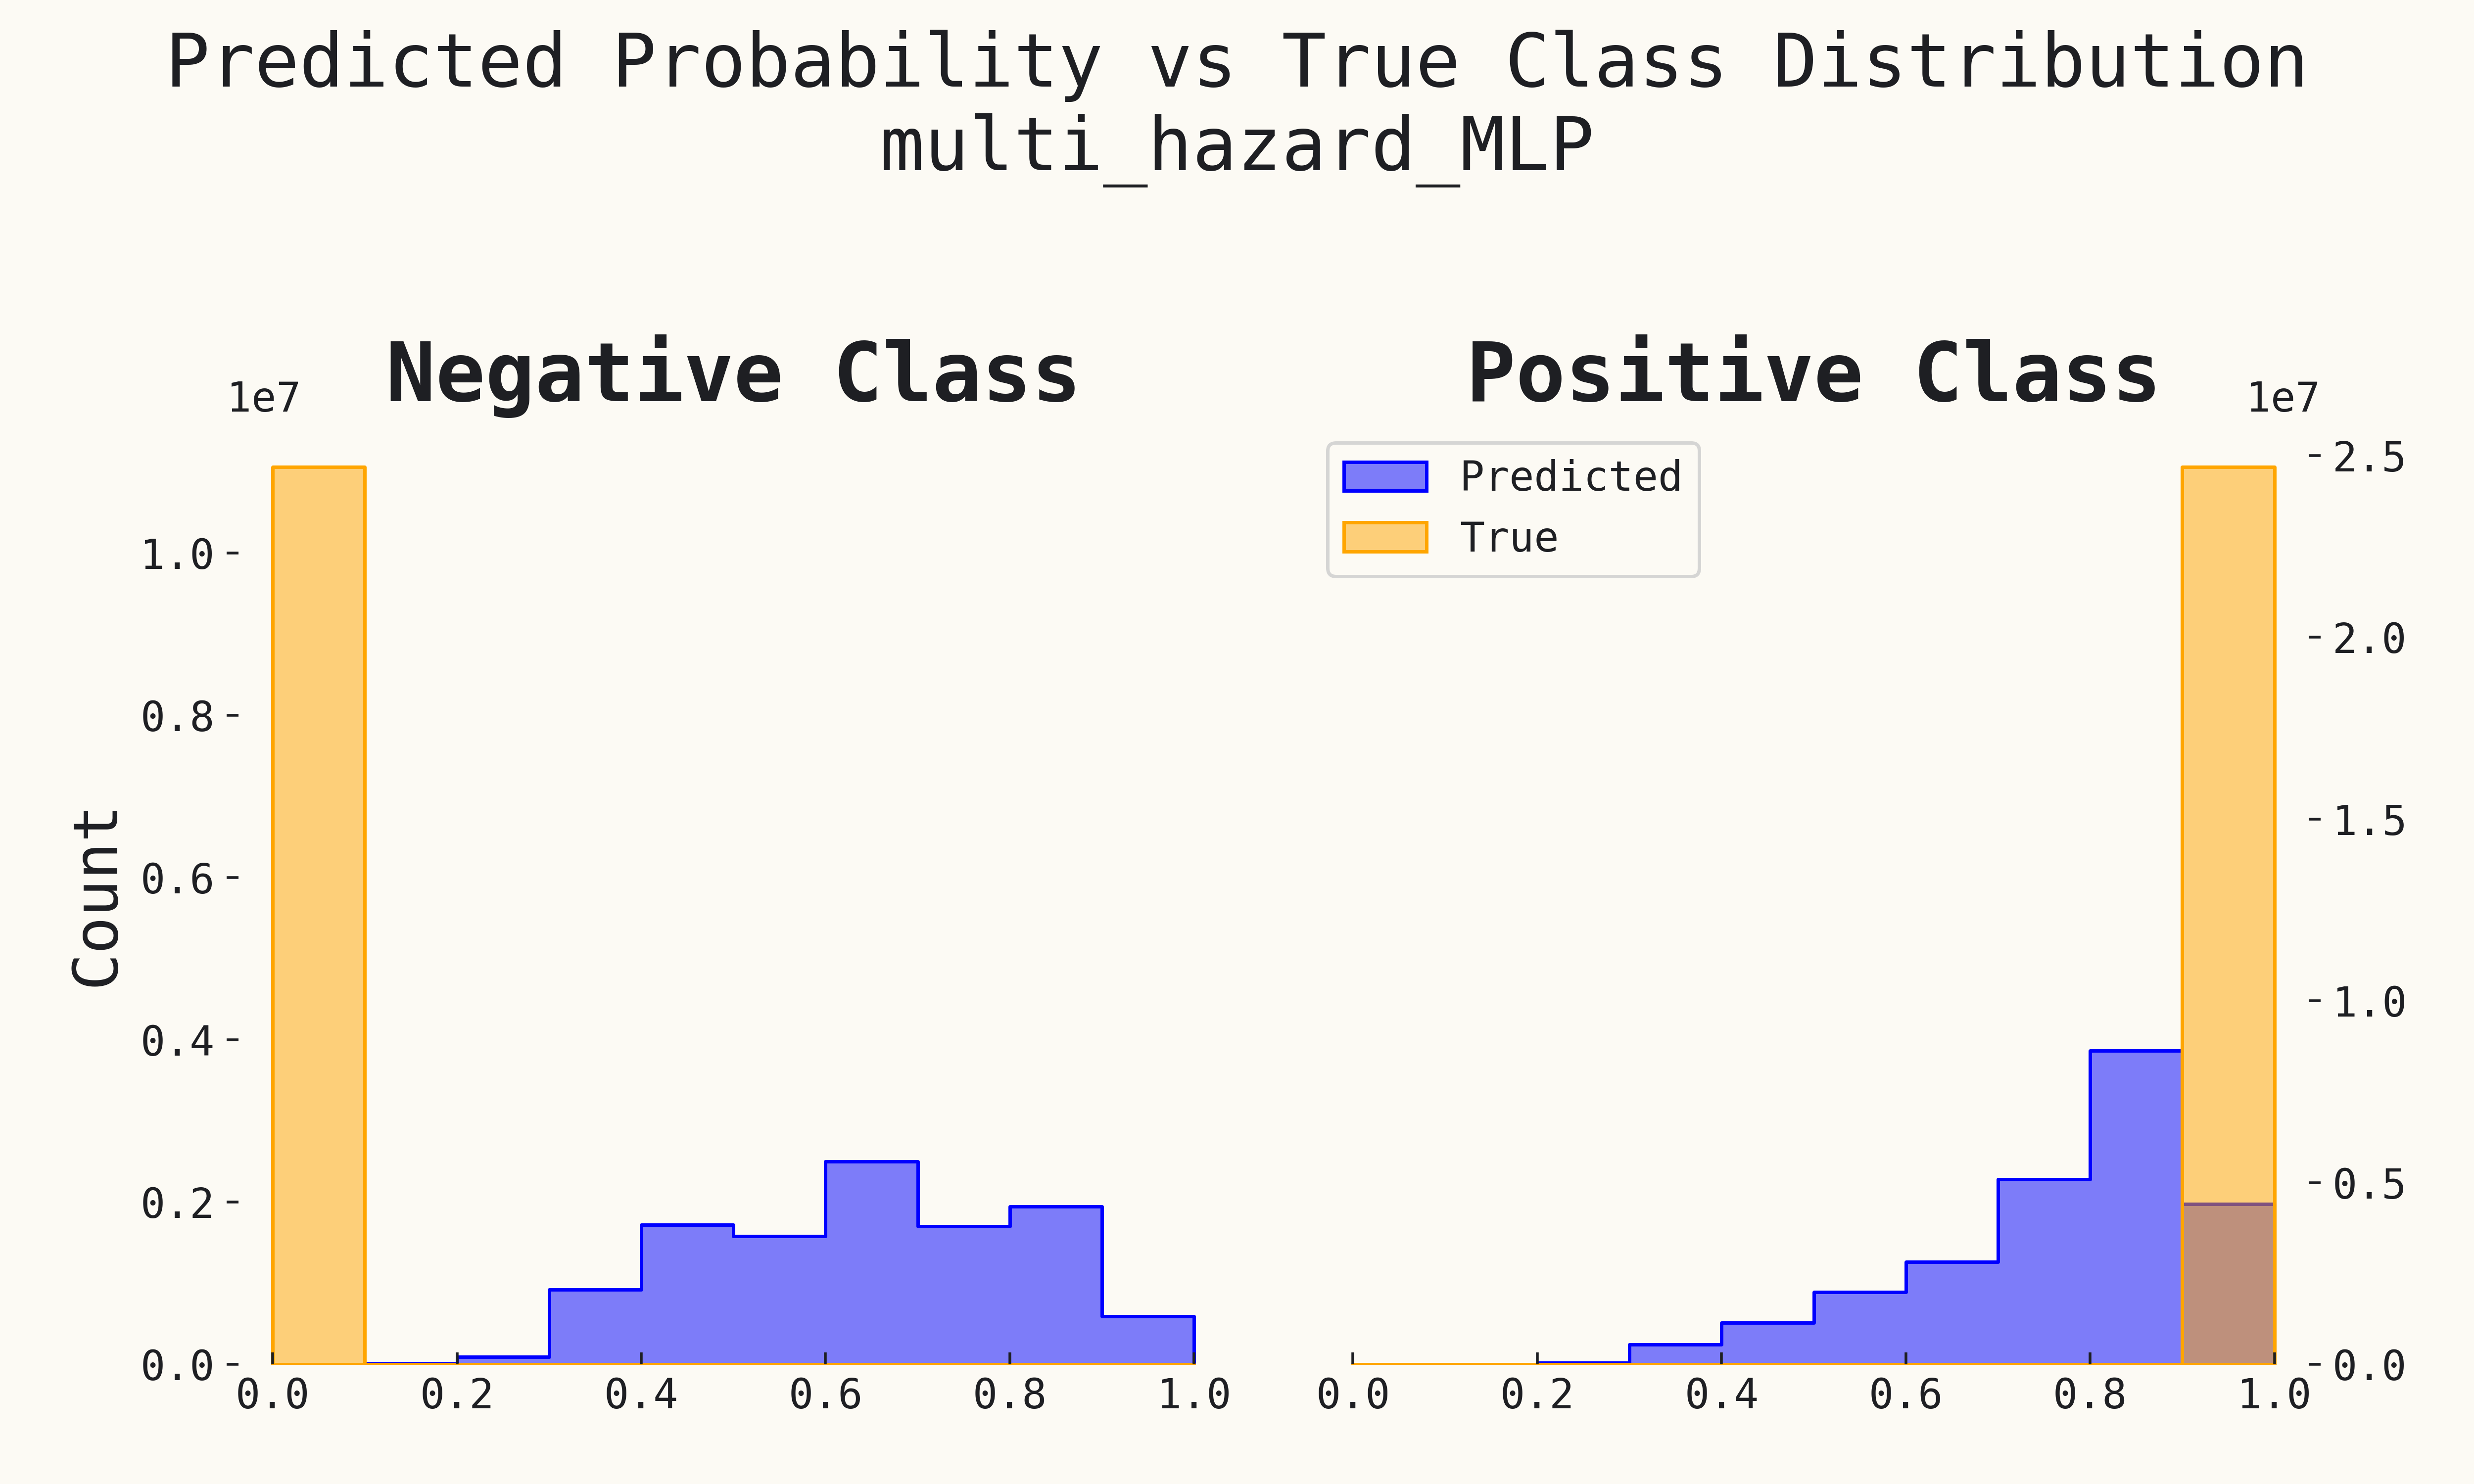 Predicted Probability vs True Class Distribution
multi_hazard_MLP
Negative Class
Positive Class
1e7
1e7
Predicted
True
Count
1.0
0.8
0.6
0.4
0.2
0.0
2.5
2.0
1.5
1.0
0.5
0.0
0.0 0.2 0.4 0.6 0.8 1.0
0.0 0.2 0.4 0.6 0.8 1.0